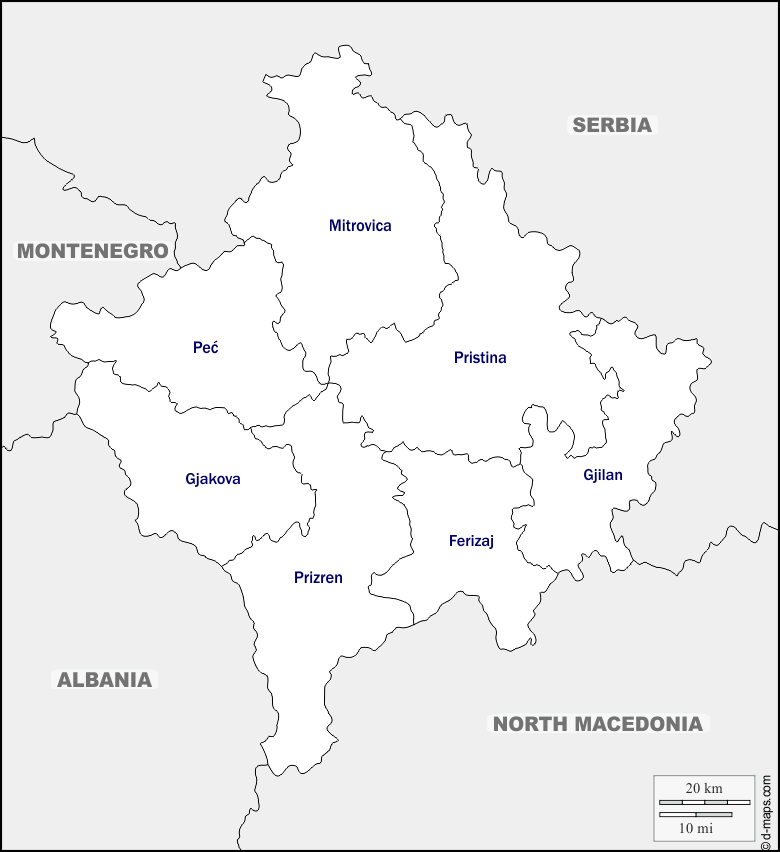 SERBIA
Mitrovica
MONTENEGRO
Peć
Pristina
Gjakova
Gjilan
Ferizaj
Prizren
ALBANIA
NORTH MACEDONIA
20 km
10 mi
© d-maps.com